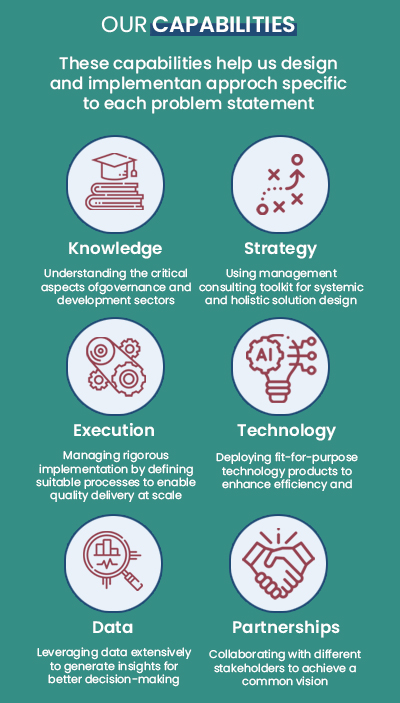 OUR CAPABILITIES
These capabilities help us design
and implementan approch specific
to each problem statement
Knowledge
Understanding the critical
aspects ofgovernance and
development sectors
Strategy
Using management
consulting toolkit for systemic
and holistic solution design
Execution
Managing rigorous
implementation by defining
suitable processes to enable
quality delivery at scale
AI
Technology
Deploying fit-for-purpose
technology products to
enhance efficiency and
Data
Leveraging data extensively
to generate insights for
better decision-making
Partnerships
Collaborating with different
stakeholders to achieve a
common vision